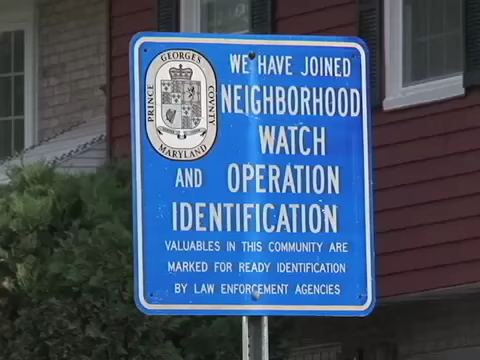 PRINCE GEORGE'S COUNTY
MARYLAND
WE HAVE JOINED
NEIGHBORHOOD
WATCH
AND OPERATION
IDENTIFICATION
VALUABLES IN THIS COMMUNITY ARE
MARKED FOR READY IDENTIFICATION
BY LAW ENFORCEMENT AGENCIES